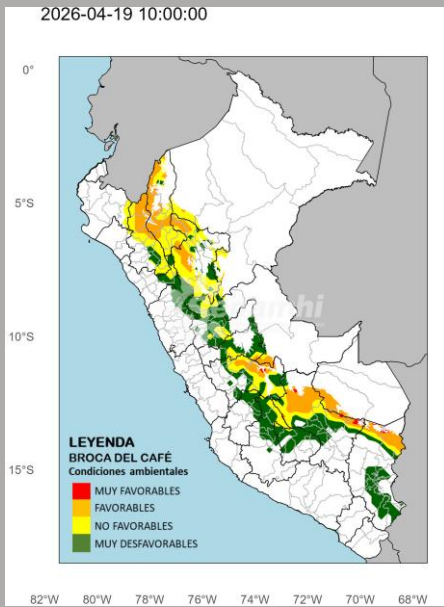 2026-04-19 10:00:00
0°
5°S
10°S
15°S
senamhi
LEYENDA
BROCA DEL CAFÉ
Condiciones ambientales
MUY FAVORABLES
FAVORABLES
NO FAVORABLES
MUY DESFAVORABLES
82°W 80°W 78°W 76°W 74°W 72°W 70°W 68°W